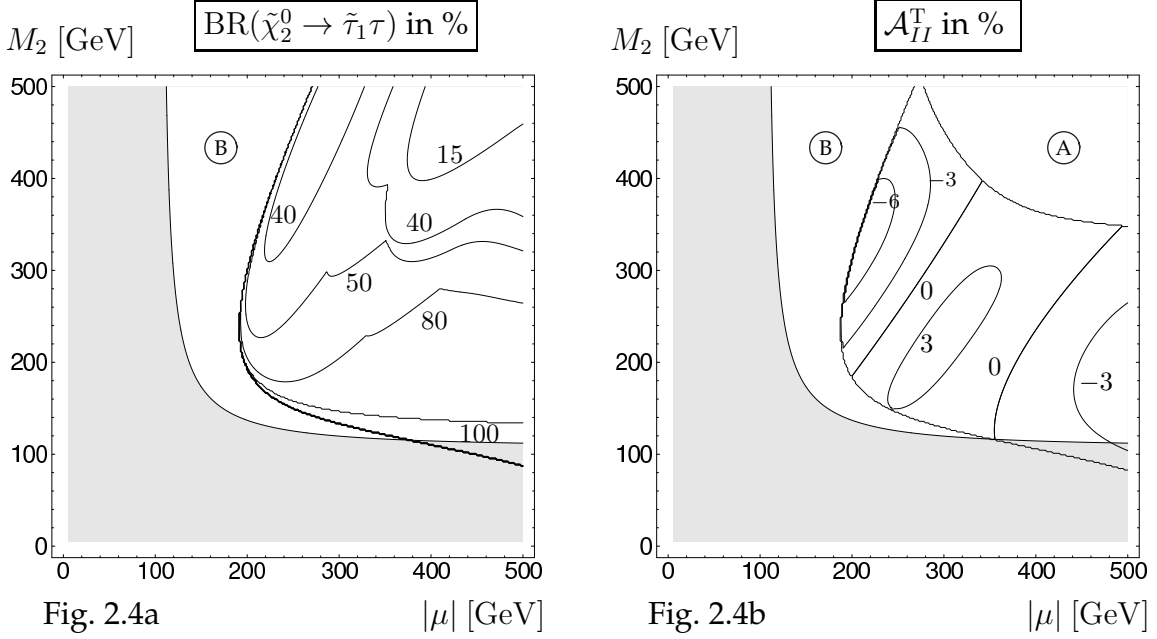 BR(χ̃⁰₂ → τ̃₁τ) in %
M₂ [GeV]
500
400
300
200
100
0
B
15
40
40
50
80
100
0 100 200 300 400 500
Fig. 2.4a |μ| [GeV]
𝒜ᵀ_II in %
M₂ [GeV]
500
400
300
200
100
0
B
A
−3
−6
0
3
0
−3
0 100 200 300 400 500
Fig. 2.4b |μ| [GeV]